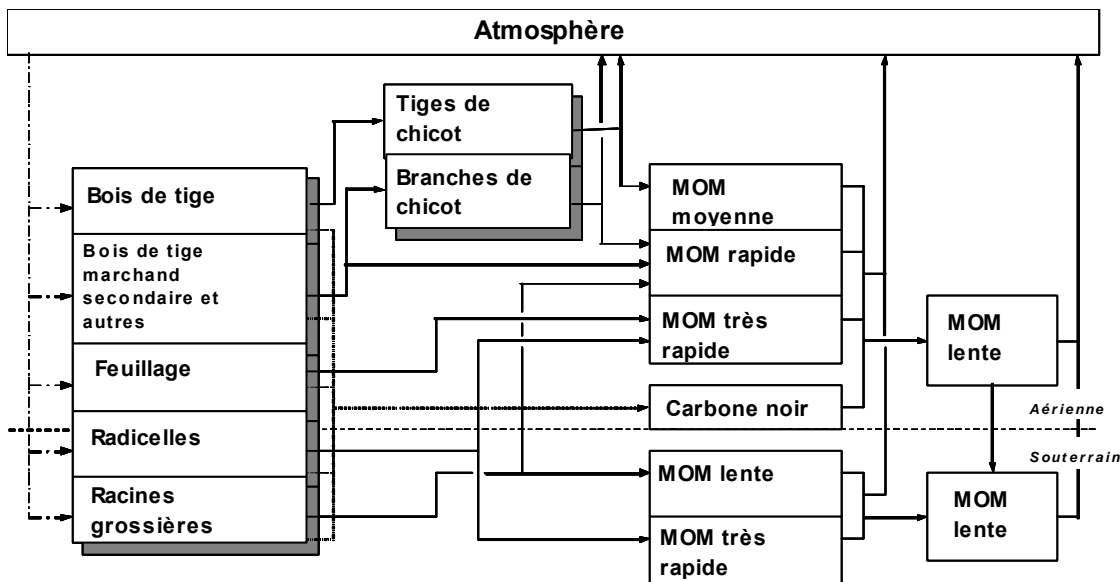 Atmosphère
Tiges de
chicot
Branches de
chicot
Bois de tige
Bois de tige
marchand
secondaire et
autres
Feuillage
Radicelles
Racines
grossières
MOM
moyenne
MOM rapide
MOM très
rapide
Carbone noir
MOM lente
MOM très
rapide
MOM
lente
Aérienne
Souterrain
MOM
lente